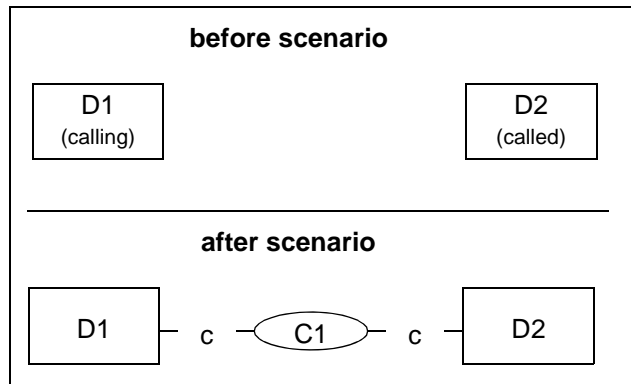 before scenario
D1 D2
(calling) (called)
after scenario
D1 c C1 c D2